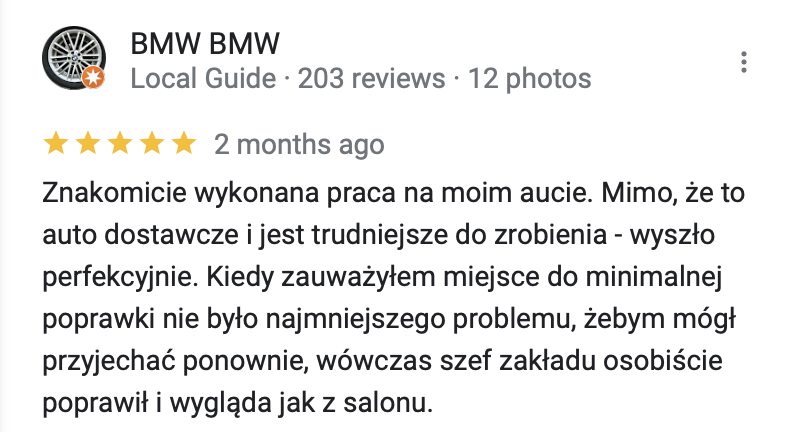 BMW BMW
Local Guide · 203 reviews · 12 photos
2 months ago
Znakomicie wykonana praca na moim aucie. Mimo, że to
auto dostawcze i jest trudniejsze do zrobienia - wyszło
perfekcyjnie. Kiedy zauważyłem miejsce do minimalnej
poprawki nie było najmniejszego problemu, żebym mógł
przyjechać ponownie, wówczas szef zakładu osobiście
poprawił i wygląda jak z salonu.